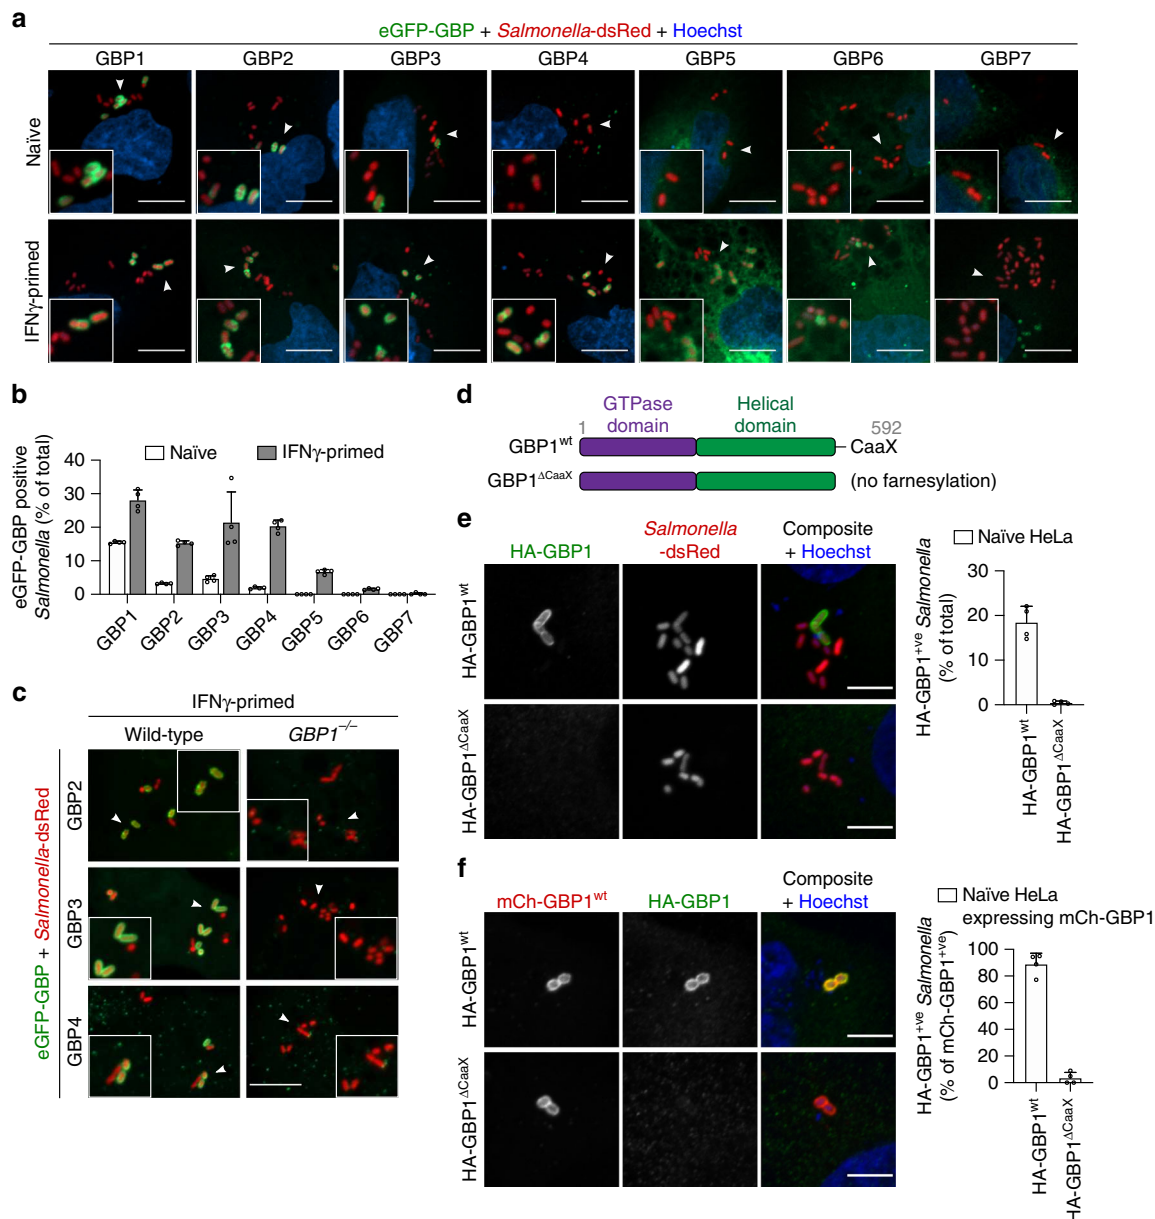 a
eGFP-GBP + Salmonella-dsRed + Hoechst
GBP1 GBP2 GBP3 GBP4 GBP5 GBP6 GBP7
Naïve
IFNγ-primed
b
eGFP-GBP positive
Salmonella (% of total)
Naïve IFNγ-primed
40
30
20
10
0
GBP1 GBP2 GBP3 GBP4 GBP5 GBP6 GBP7
c
IFNγ-primed
Wild-type GBP1–/–
eGFP-GBP + Salmonella-dsRed
GBP2
GBP3
GBP4
d
GTPase domain
Helical domain
1 592
GBP1wt CaaX
GBP1ΔCaaX (no farnesylation)
e
HA-GBP1
Salmonella
-dsRed
Composite
+ Hoechst
HA-GBP1wt
HA-GBP1ΔCaaX
Naïve HeLa
HA-GBP1+ve Salmonella
(% of total)
30
20
10
0
HA-GBP1wt
HA-GBP1ΔCaaX
f
mCh-GBP1wt
HA-GBP1
Composite
+ Hoechst
HA-GBP1wt
HA-GBP1ΔCaaX
Naïve HeLa
expressing mCh-GBP1
HA-GBP1+ve Salmonella
(% of mCh-GBP1+ve)
100
80
60
40
20
0
HA-GBP1wt
HA-GBP1ΔCaaX